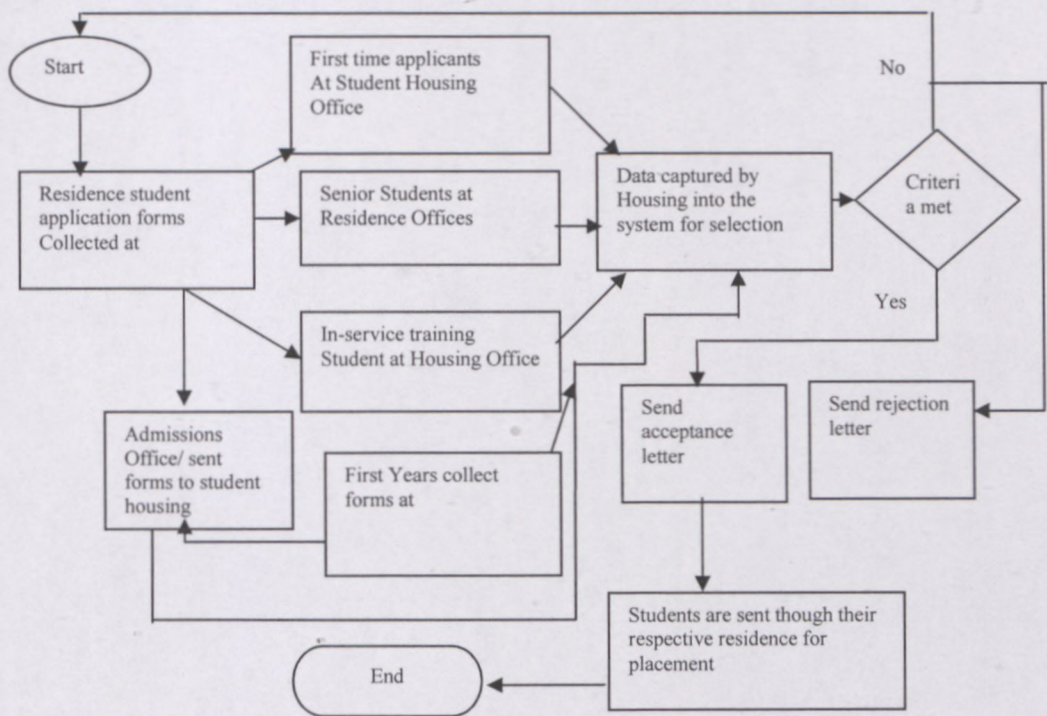 Start
First time applicants
At Student Housing
Office
No
Residence student
application forms
Collected at
Senior Students at
Residence Offices
Data captured by
Housing into the
system for selection
Criteri
a met
Yes
In-service training
Student at Housing Office
Admissions
Office/ sent
forms to student
housing
First Years collect
forms at
Send
acceptance
letter
Send rejection
letter
Students are sent though their
respective residence for
placement
End